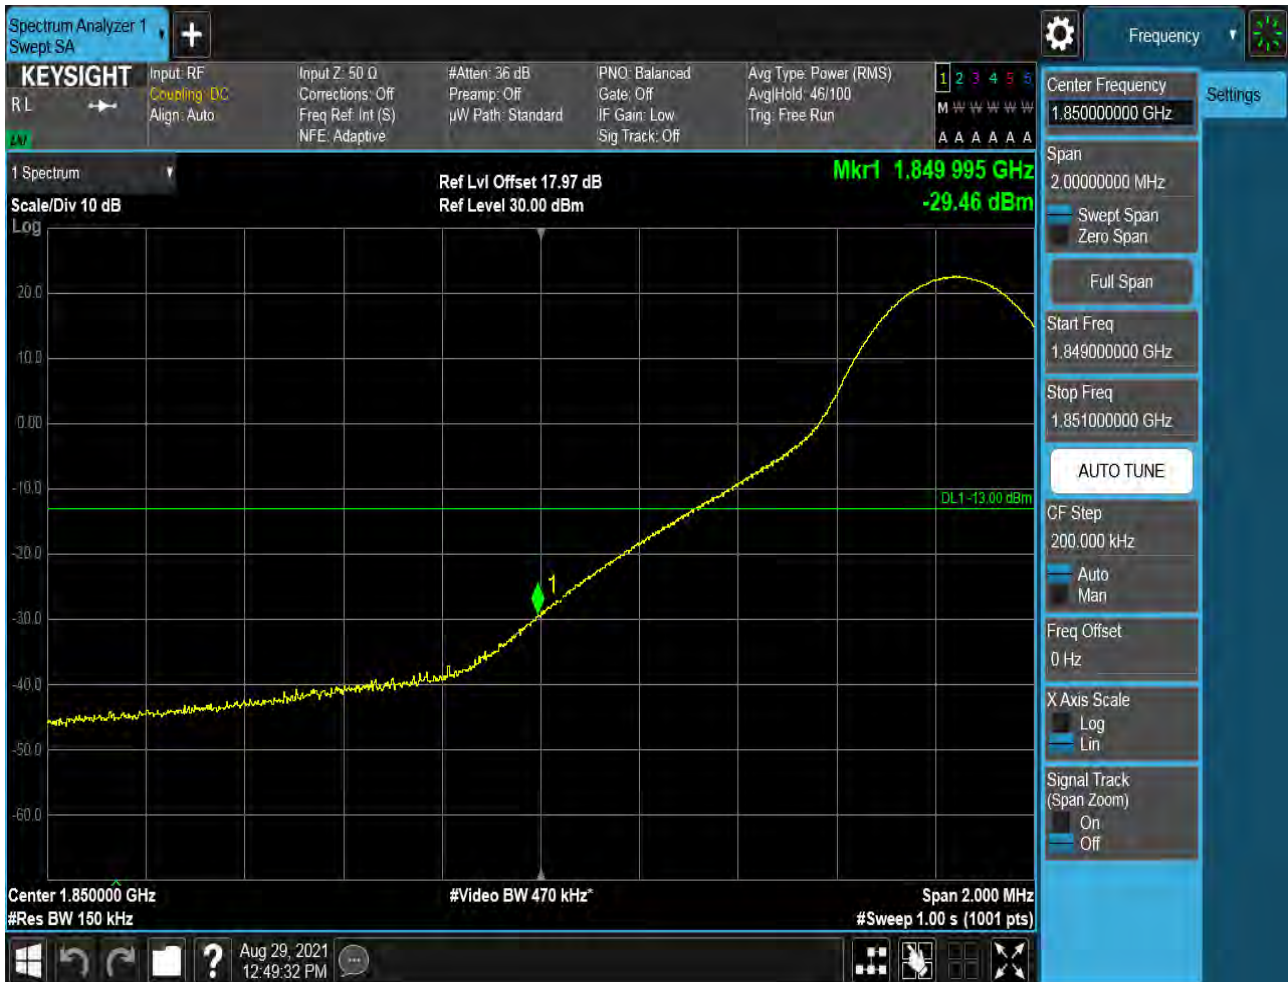 Spectrum Analyzer 1
Swept SA
Frequency
KEYSIGHT
R L
Input: RF
Coupling: DC
Align: Auto
Input Z: 50 Ω
Corrections: Off
Freq Ref: Int (S)
NFE: Adaptive
#Atten: 36 dB
Preamp: Off
µW Path: Standard
PNO: Balanced
Gate: Off
IF Gain: Low
Sig Track: Off
Avg Type: Power (RMS)
Avg|Hold: 46/100
Trig: Free Run
1 2 3 4 5 6
M W W W W W
A A A A A A
1 Spectrum
Scale/Div 10 dB
Log
Ref Lvl Offset 17.97 dB
Ref Level 30.00 dBm
Mkr1 1.849 995 GHz
-29.46 dBm
20.0
10.0
0.00
-10.0
-20.0
-30.0
-40.0
-50.0
-60.0
DL1 -13.00 dBm
1
Center 1.850000 GHz
#Res BW 150 kHz
#Video BW 470 kHz*
Span 2.000 MHz
#Sweep 1.00 s (1001 pts)
Aug 29, 2021
12:49:32 PM
Center Frequency
1.850000000 GHz
Settings
Span
2.00000000 MHz
Swept Span
Zero Span
Full Span
Start Freq
1.849000000 GHz
Stop Freq
1.851000000 GHz
AUTO TUNE
CF Step
200.000 kHz
Auto
Man
Freq Offset
0 Hz
X Axis Scale
Log
Lin
Signal Track
(Span Zoom)
On
Off